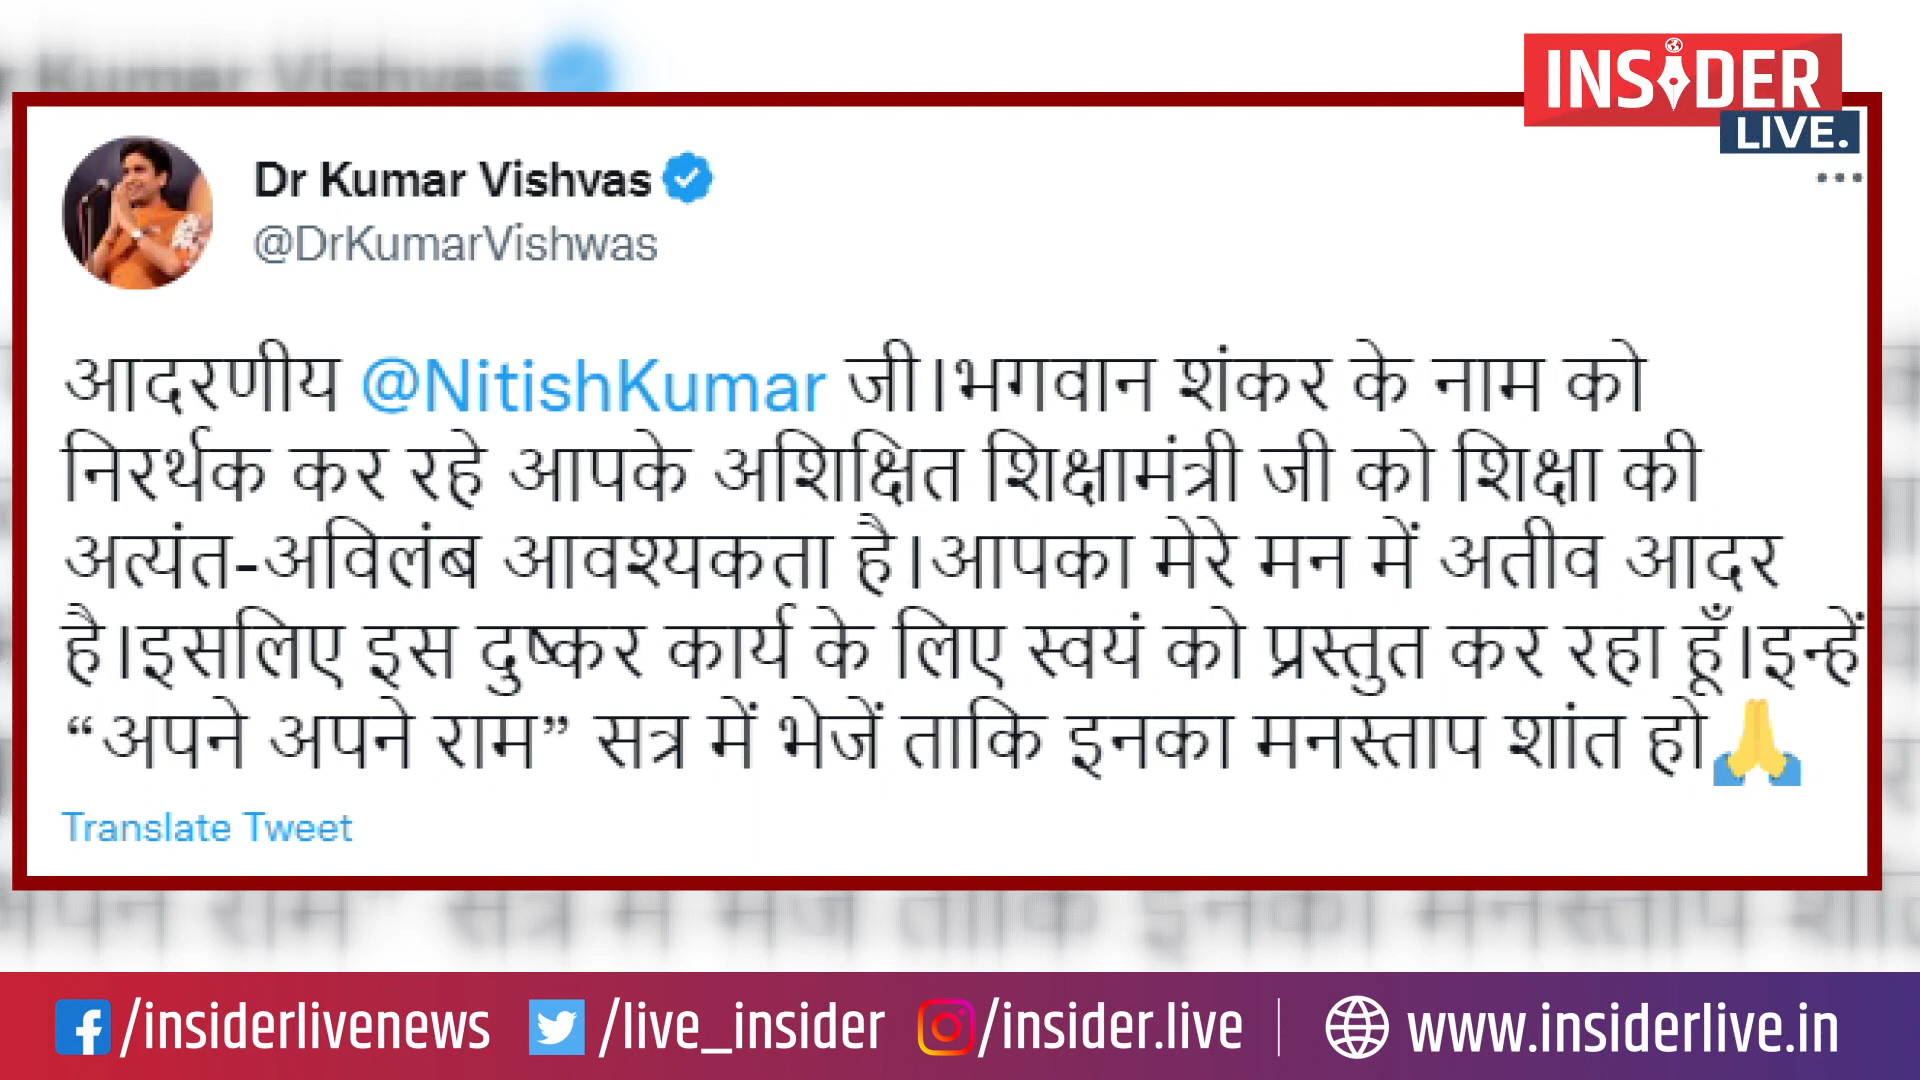 INSIDER
LIVE.
Dr Kumar Vishvas
@DrKumarVishwas
आदरणीय @NitishKumar जी।भगवान शंकर के नाम को
निरर्थक कर रहे आपके अशिक्षित शिक्षामंत्री जी को शिक्षा की
अत्यंत-अविलंब आवश्यकता है।आपका मेरे मन में अतीव आदर
है।इसलिए इस दुष्कर कार्य के लिए स्वयं को प्रस्तुत कर रहा हूँ।इन्हें
“अपने अपने राम” सत्र में भेजें ताकि इनका मनस्ताप शांत हो🙏
Translate Tweet
/insiderlivenews /live_insider /insider.live www.insiderlive.in